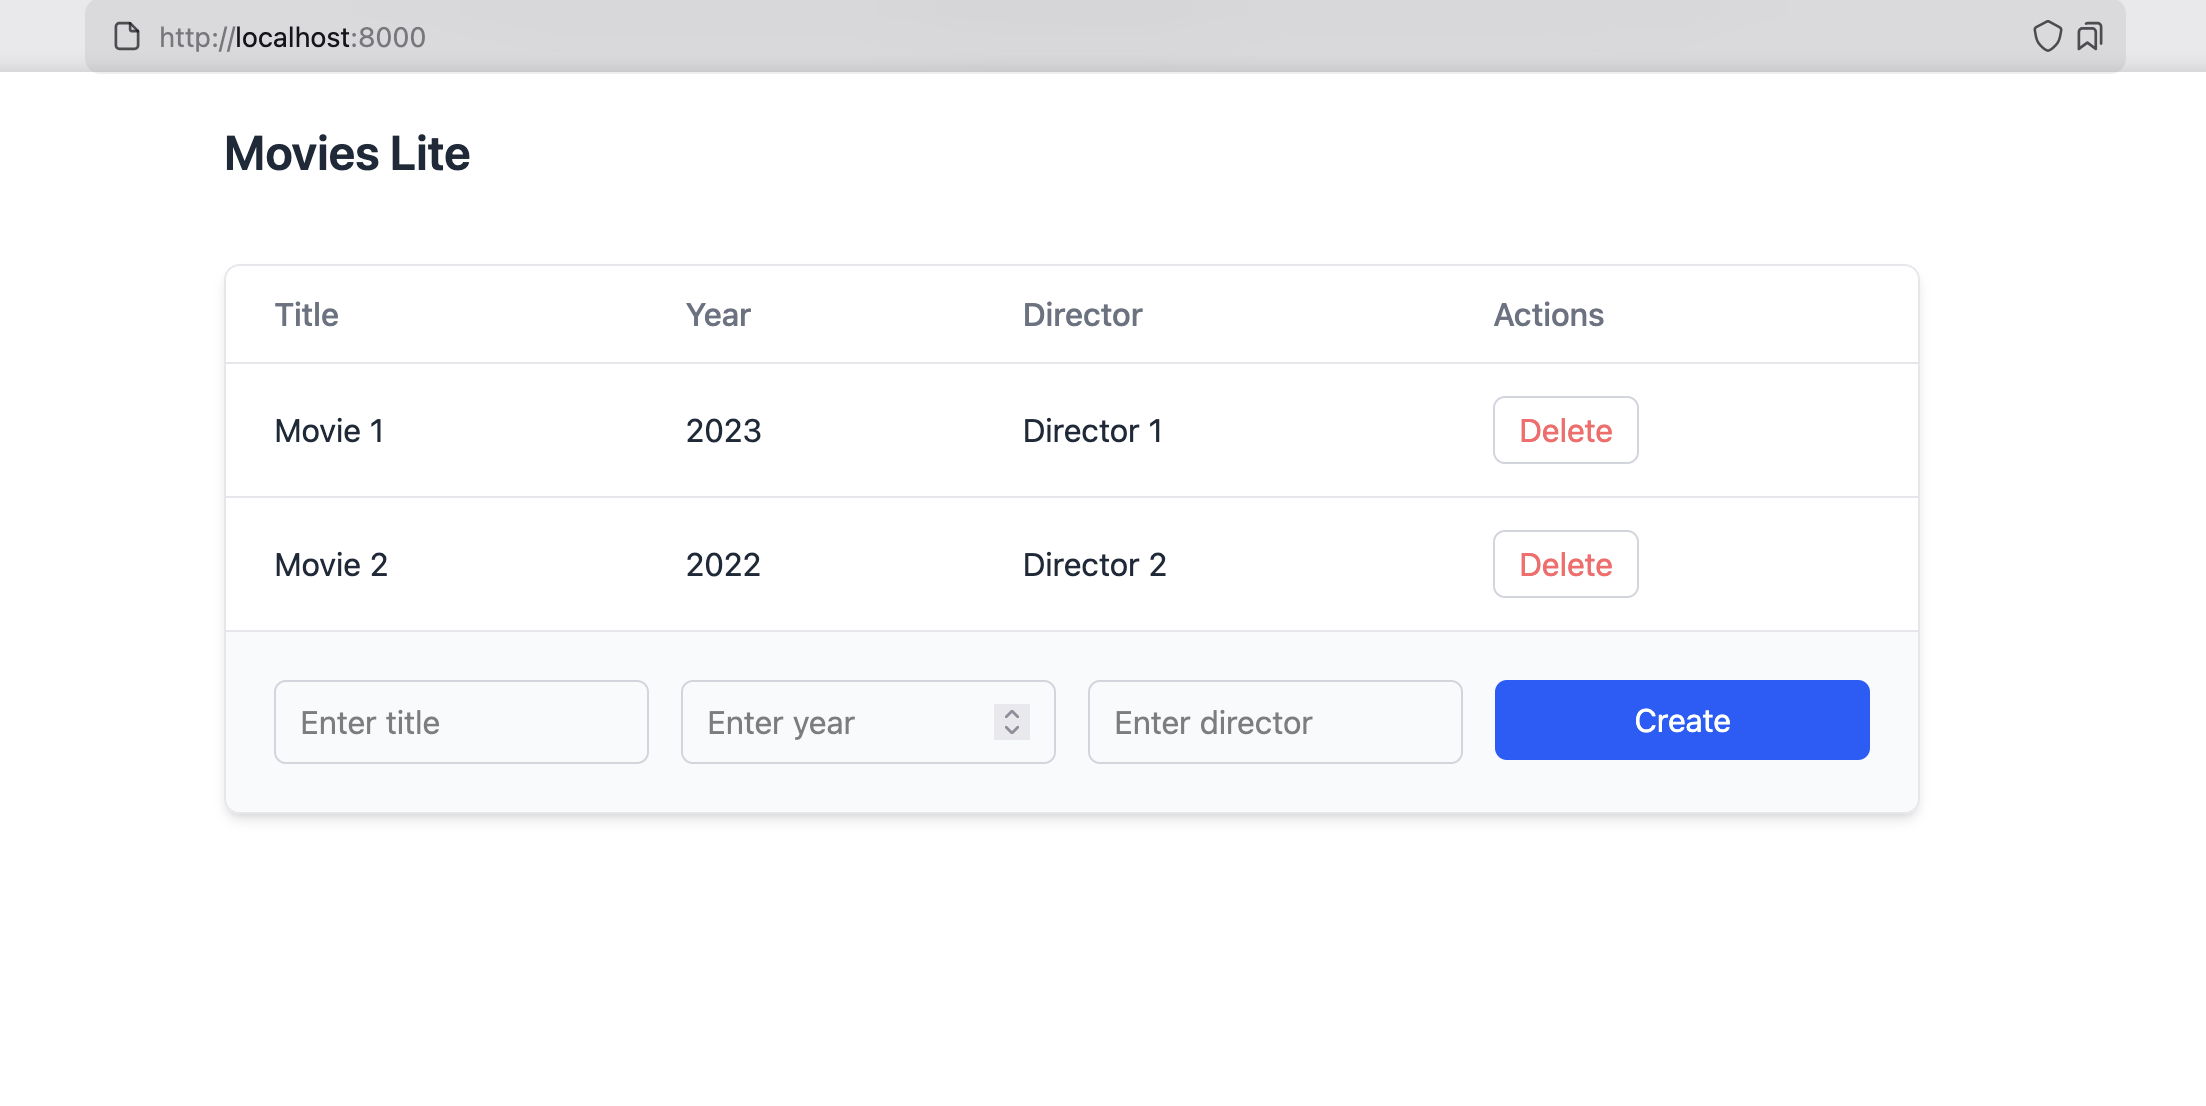 http://localhost:8000
Movies Lite
Title Year Director Actions
Movie 1 2023 Director 1 Delete
Movie 2 2022 Director 2 Delete
Enter title Enter year Enter director Create